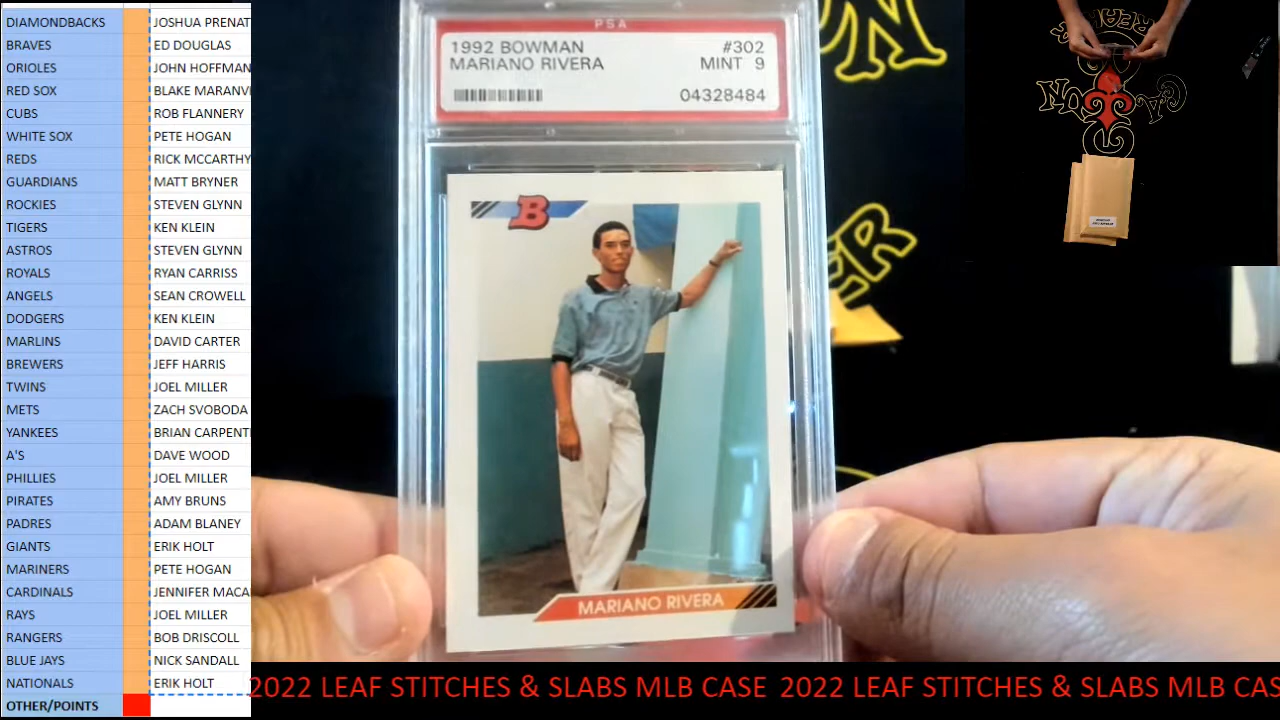 DIAMONDBACKS JOSHUA PRENAT
BRAVES ED DOUGLAS
ORIOLES JOHN HOFFMAN
RED SOX BLAKE MARANV
CUBS ROB FLANNERY
WHITE SOX PETE HOGAN
REDS RICK MCCARTHY
GUARDIANS MATT BRYNER
ROCKIES STEVEN GLYNN
TIGERS KEN KLEIN
ASTROS STEVEN GLYNN
ROYALS RYAN CARRISS
ANGELS SEAN CROWELL
DODGERS KEN KLEIN
MARLINS DAVID CARTER
BREWERS JEFF HARRIS
TWINS JOEL MILLER
METS ZACH SVOBODA
YANKEES BRIAN CARPENT
A'S DAVE WOOD
PHILLIES JOEL MILLER
PIRATES AMY BRUNS
PADRES ADAM BLANEY
GIANTS ERIK HOLT
MARINERS PETE HOGAN
CARDINALS JENNIFER MACA
RAYS JOEL MILLER
RANGERS BOB DRISCOLL
BLUE JAYS NICK SANDALL
NATIONALS ERIK HOLT
OTHER/POINTS
PSA
1992 BOWMAN #302
MARIANO RIVERA MINT 9
04328484
B
MARIANO RIVERA
2022 LEAF STITCHES & SLABS MLB CASE 2022 LEAF STITCHES & SLABS MLB CAS